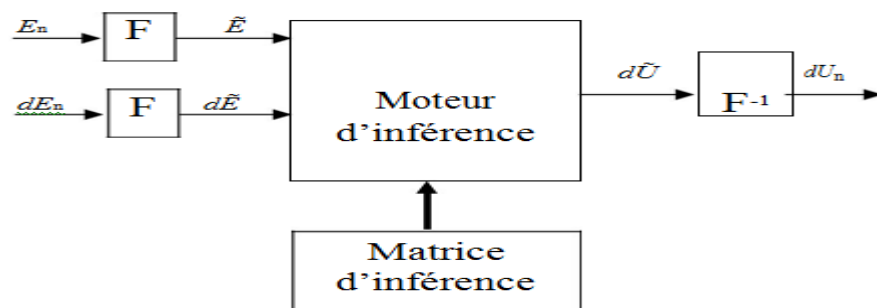 Eₙ F Ẽ
dEₙ F dẼ
Moteur
d'inférence
dŨ F⁻¹ dUₙ
Matrice
d'inférence